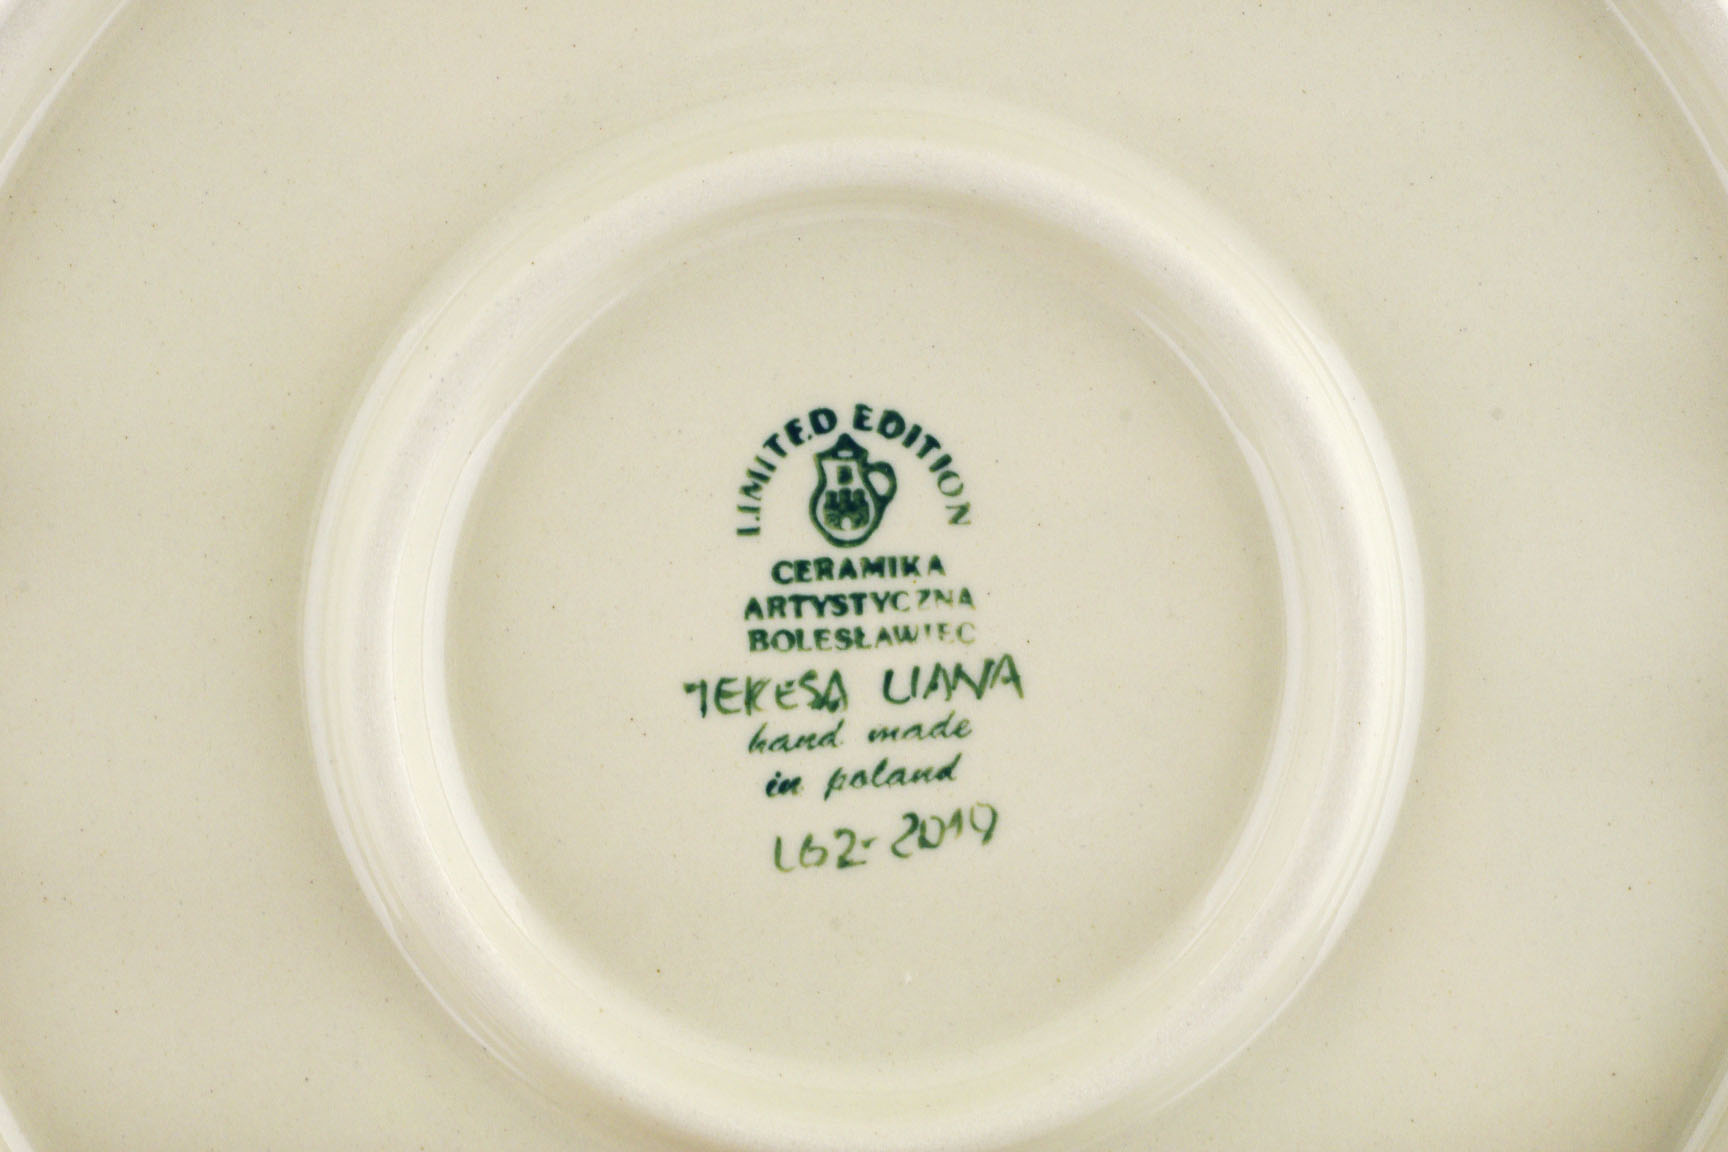 LIMITED EDITION
B
CERAMIKA
ARTYSTYCZNA
BOLESŁAWIEC
TERESA LIANA
hand made
in poland
L62-2019